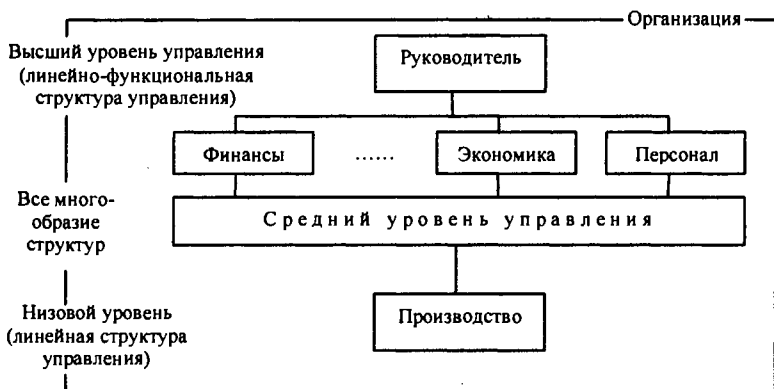 Организация
Высший уровень управления
(линейно-функциональная
структура управления)
Руководитель
Финансы
......
Экономика
Персонал
Все много-
образие
структур
Средний уровень управления
Низовой уровень
(линейная структура
управления)
Производство